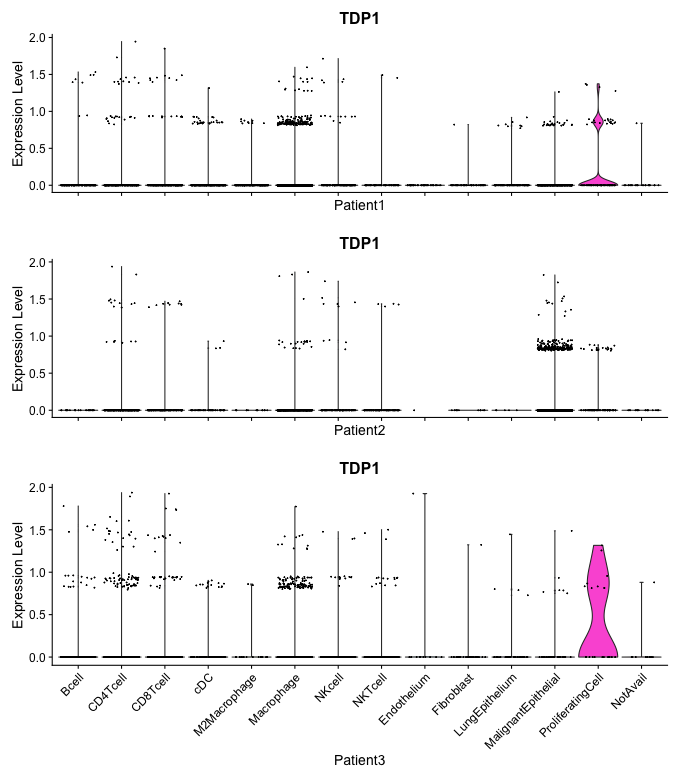 TDP1
Expression Level
2.0
1.5
1.0
0.5
0.0
Patient1
TDP1
Expression Level
2.0
1.5
1.0
0.5
0.0
Patient2
TDP1
Expression Level
2.0
1.5
1.0
0.5
0.0
Bcell
CD4Tcell
CD8Tcell
cDC
M2Macrophage
Macrophage
NKcell
NKTcell
Endothelium
Fibroblast
LungEpithelium
MalignantEpithelial
ProliferatingCell
NotAvail
Patient3